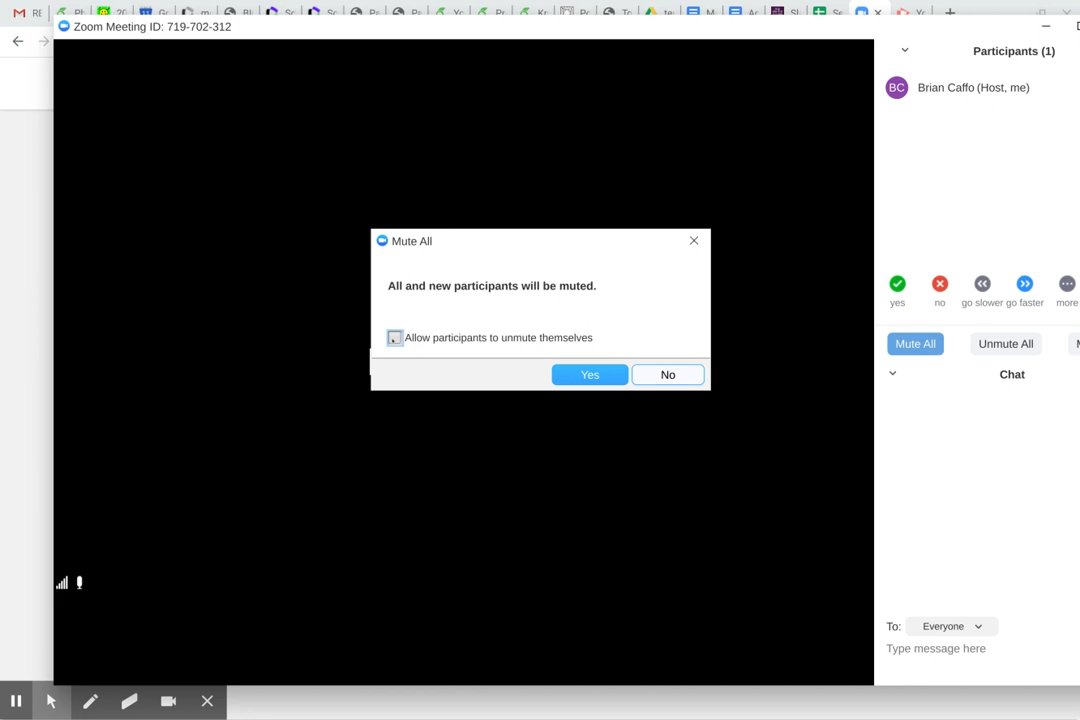 RE
Zoom Meeting ID: 719-702-312
Participants (1)
BC
Brian Caffo (Host, me)
Mute All
All and new participants will be muted.
Allow participants to unmute themselves
Yes
No
yes
no
go slower
go faster
more
Mute All
Unmute All
Chat
To:
Everyone
Type message here